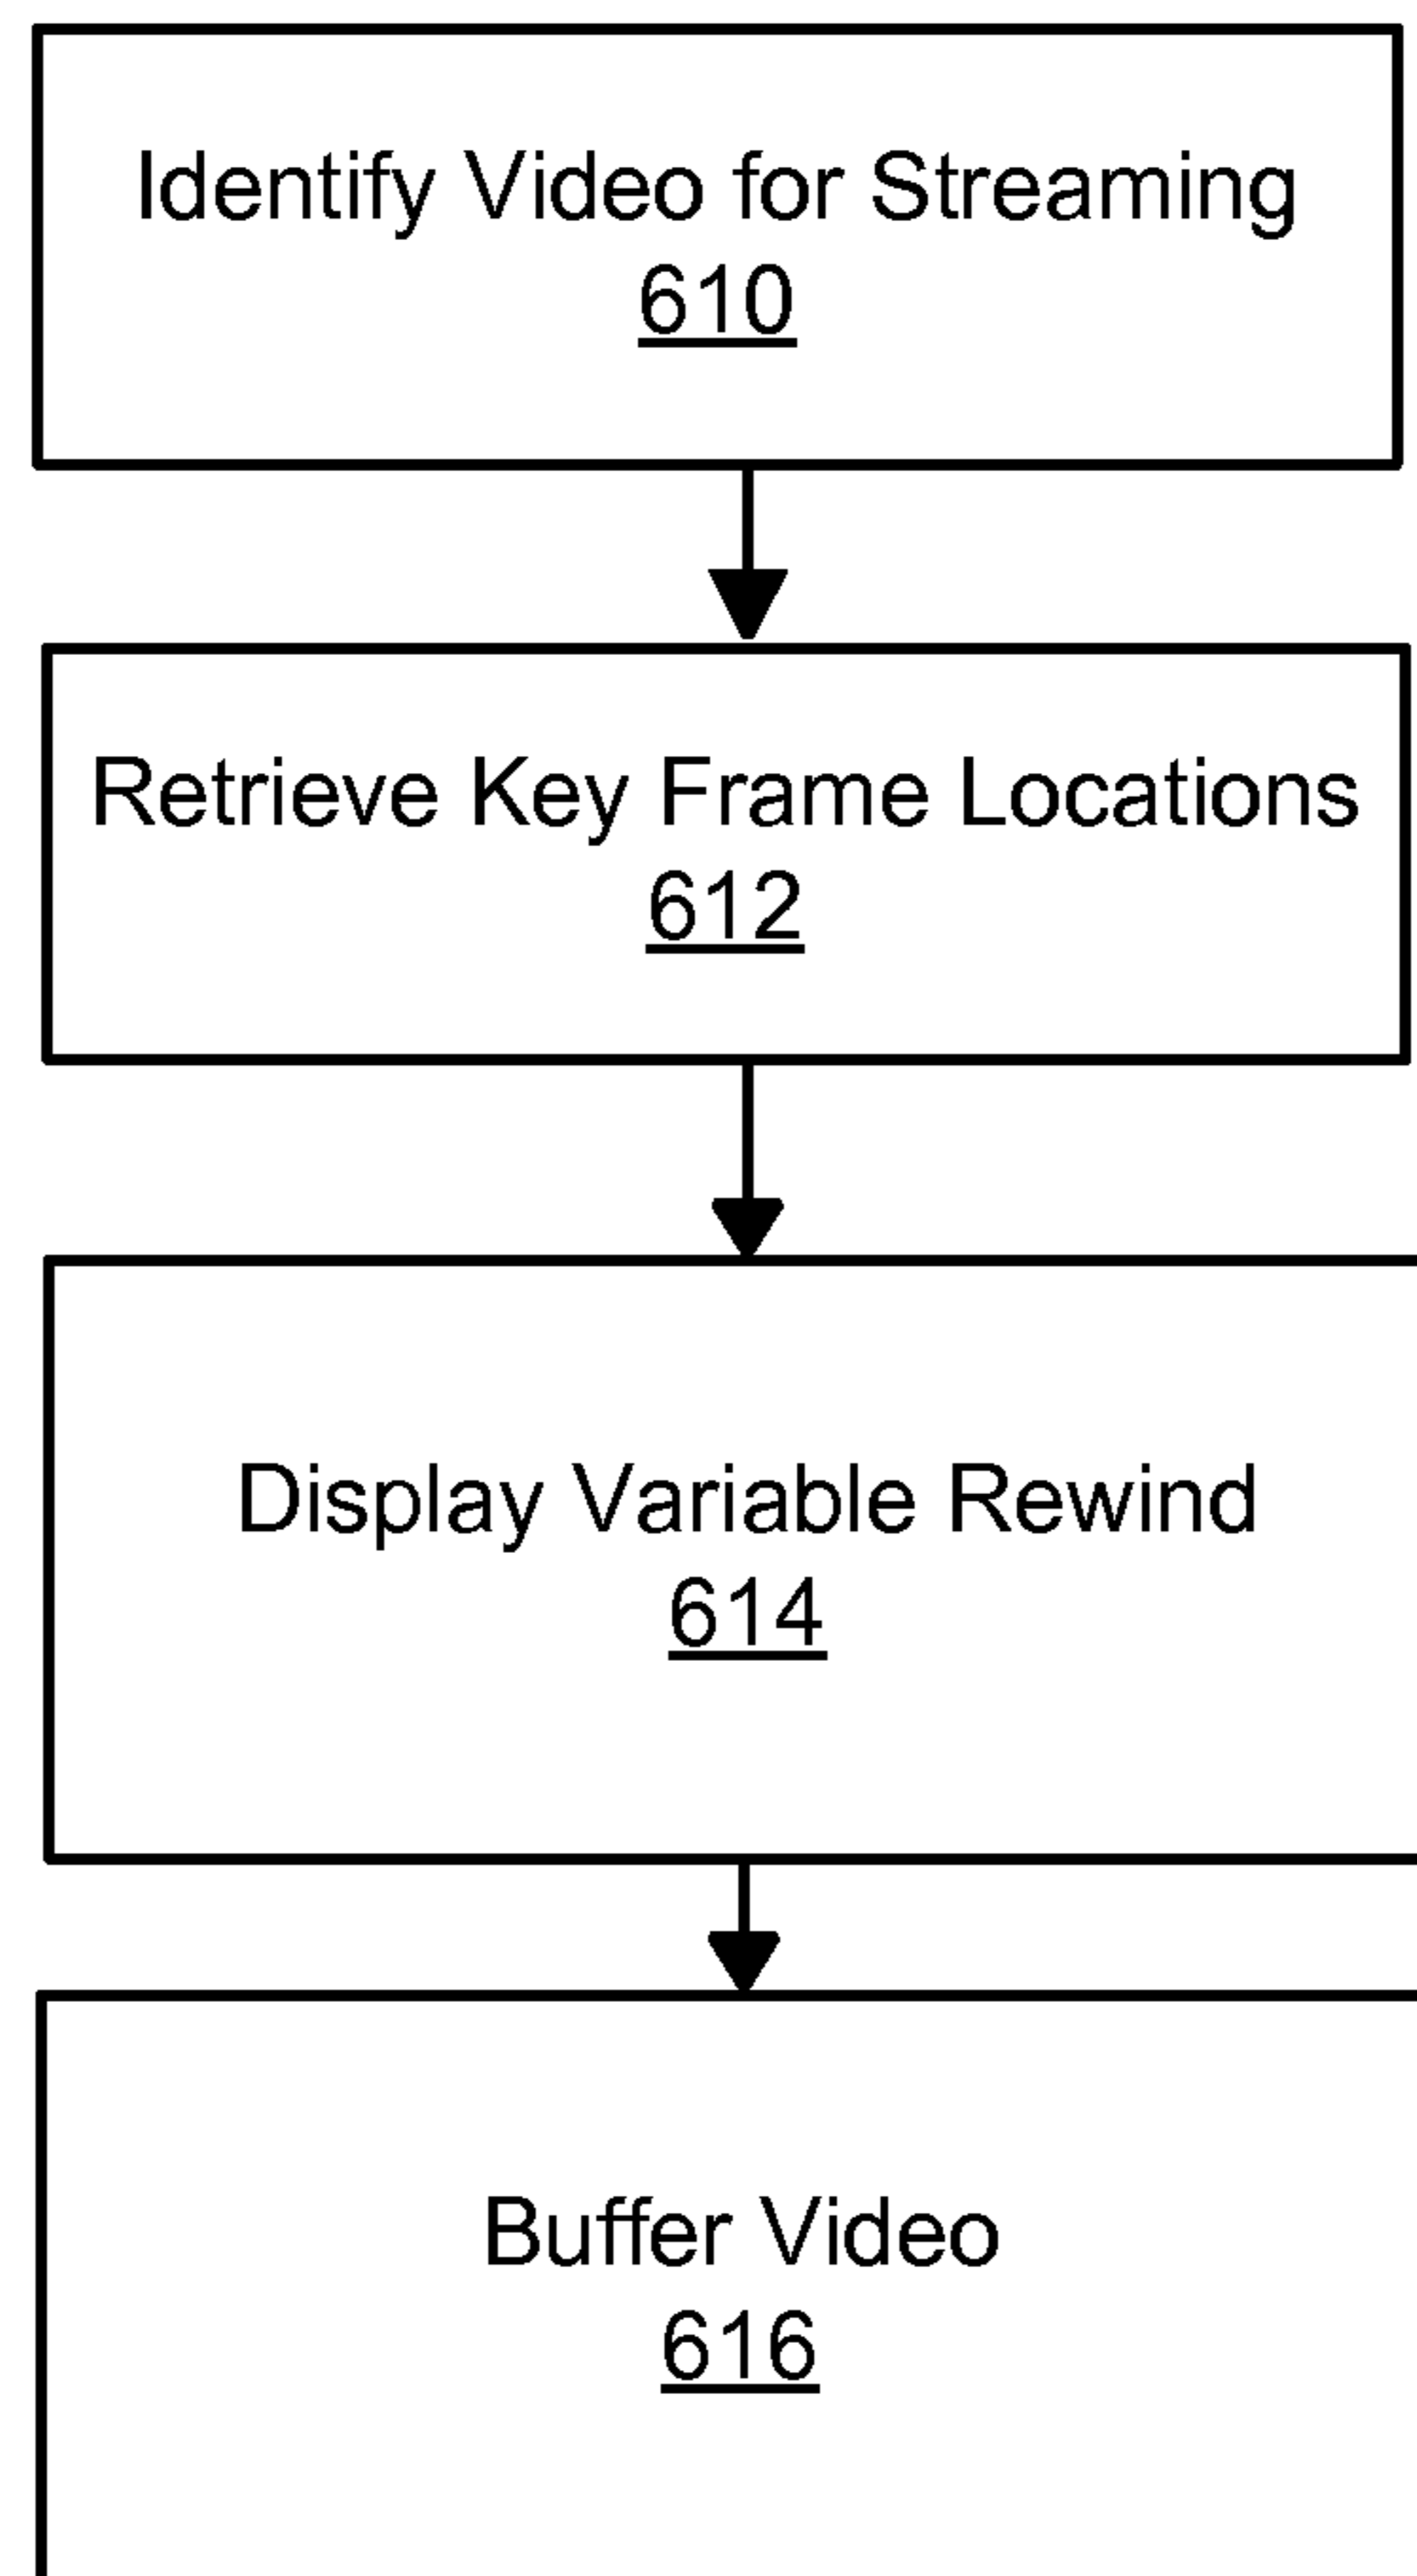 Identify Video for Streaming
610
Retrieve Key Frame Locations
612
Display Variable Rewind
614
Buffer Video
616